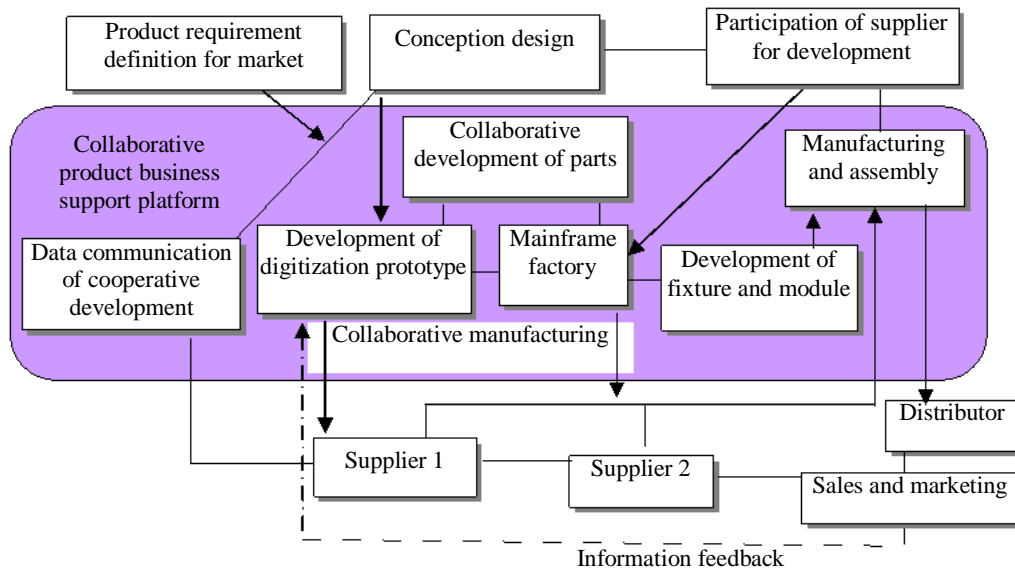 Product requirement
definition for market
Conception design
Participation of supplier
for development
Collaborative
product business
support platform
Collaborative
development of parts
Manufacturing
and assembly
Data communication
of cooperative
development
Development of
digitization prototype
Mainframe
factory
Development of
fixture and module
Collaborative manufacturing
Distributor
Supplier 1
Supplier 2
Sales and marketing
Information feedback